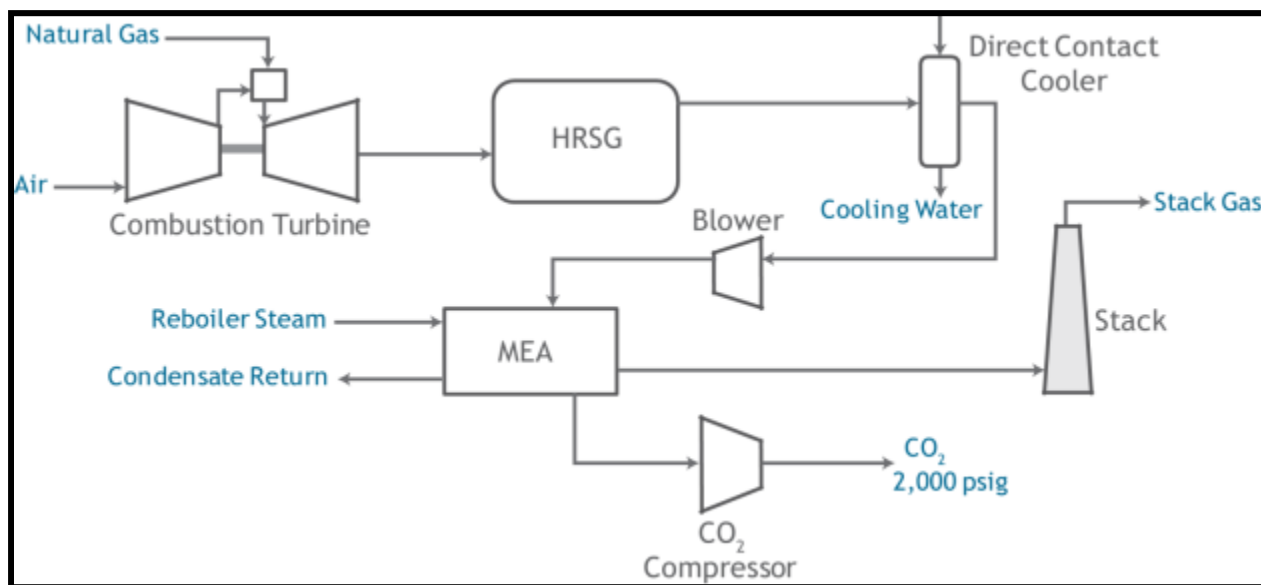 Natural Gas
Direct Contact
Cooler
HRSG
Air
Combustion Turbine
Cooling Water
Stack Gas
Blower
Reboiler Steam
MEA
Stack
Condensate Return
CO₂
2,000 psig
CO₂
Compressor